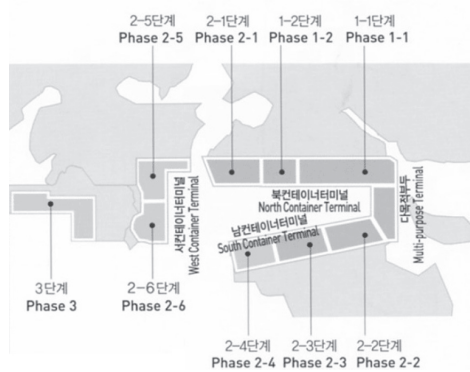 2-5단계
Phase 2-5
2-1단계
Phase 2-1
1-2단계
Phase 1-2
1-1단계
Phase 1-1
서컨테이너터미널
West Container Terminal
북컨테이너터미널
North Container Terminal
남컨테이너터미널
South Container Terminal
다목적부두
Multi-purpose Terminal
3단계
Phase 3
2-6단계
Phase 2-6
2-4단계
Phase 2-4
2-3단계
Phase 2-3
2-2단계
Phase 2-2